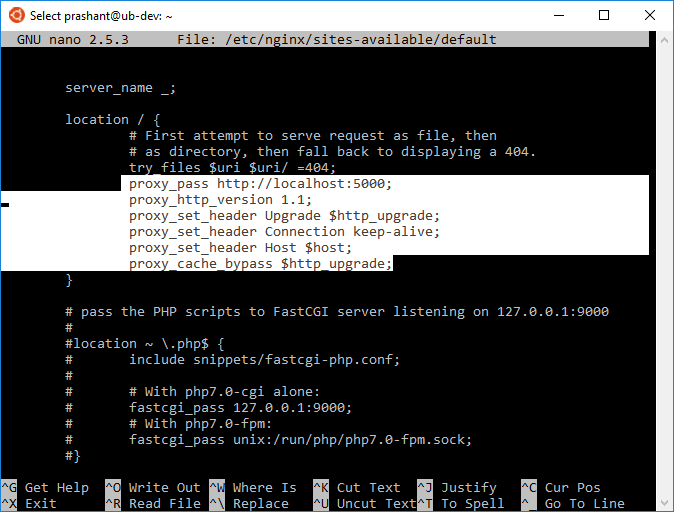 Select prashant@ub-dev: ~
GNU nano 2.5.3 File: /etc/nginx/sites-available/default
server_name _;
location / {
# First attempt to serve request as file, then
# as directory, then fall back to displaying a 404.
try_files $uri $uri/ =404;
proxy_pass http://localhost:5000;
proxy_http_version 1.1;
proxy_set_header Upgrade $http_upgrade;
proxy_set_header Connection keep-alive;
proxy_set_header Host $host;
proxy_cache_bypass $http_upgrade;
}
# pass the PHP scripts to FastCGI server listening on 127.0.0.1:9000
#
#location ~ \.php$ {
# include snippets/fastcgi-php.conf;
#
# # With php7.0-cgi alone:
# fastcgi_pass 127.0.0.1:9000;
# # With php7.0-fpm:
# fastcgi_pass unix:/run/php/php7.0-fpm.sock;
#}
^G Get Help ^O Write Out ^W Where Is ^K Cut Text ^J Justify ^C Cur Pos
^X Exit ^R Read File ^\ Replace ^U Uncut Text ^T To Spell ^_ Go To Line